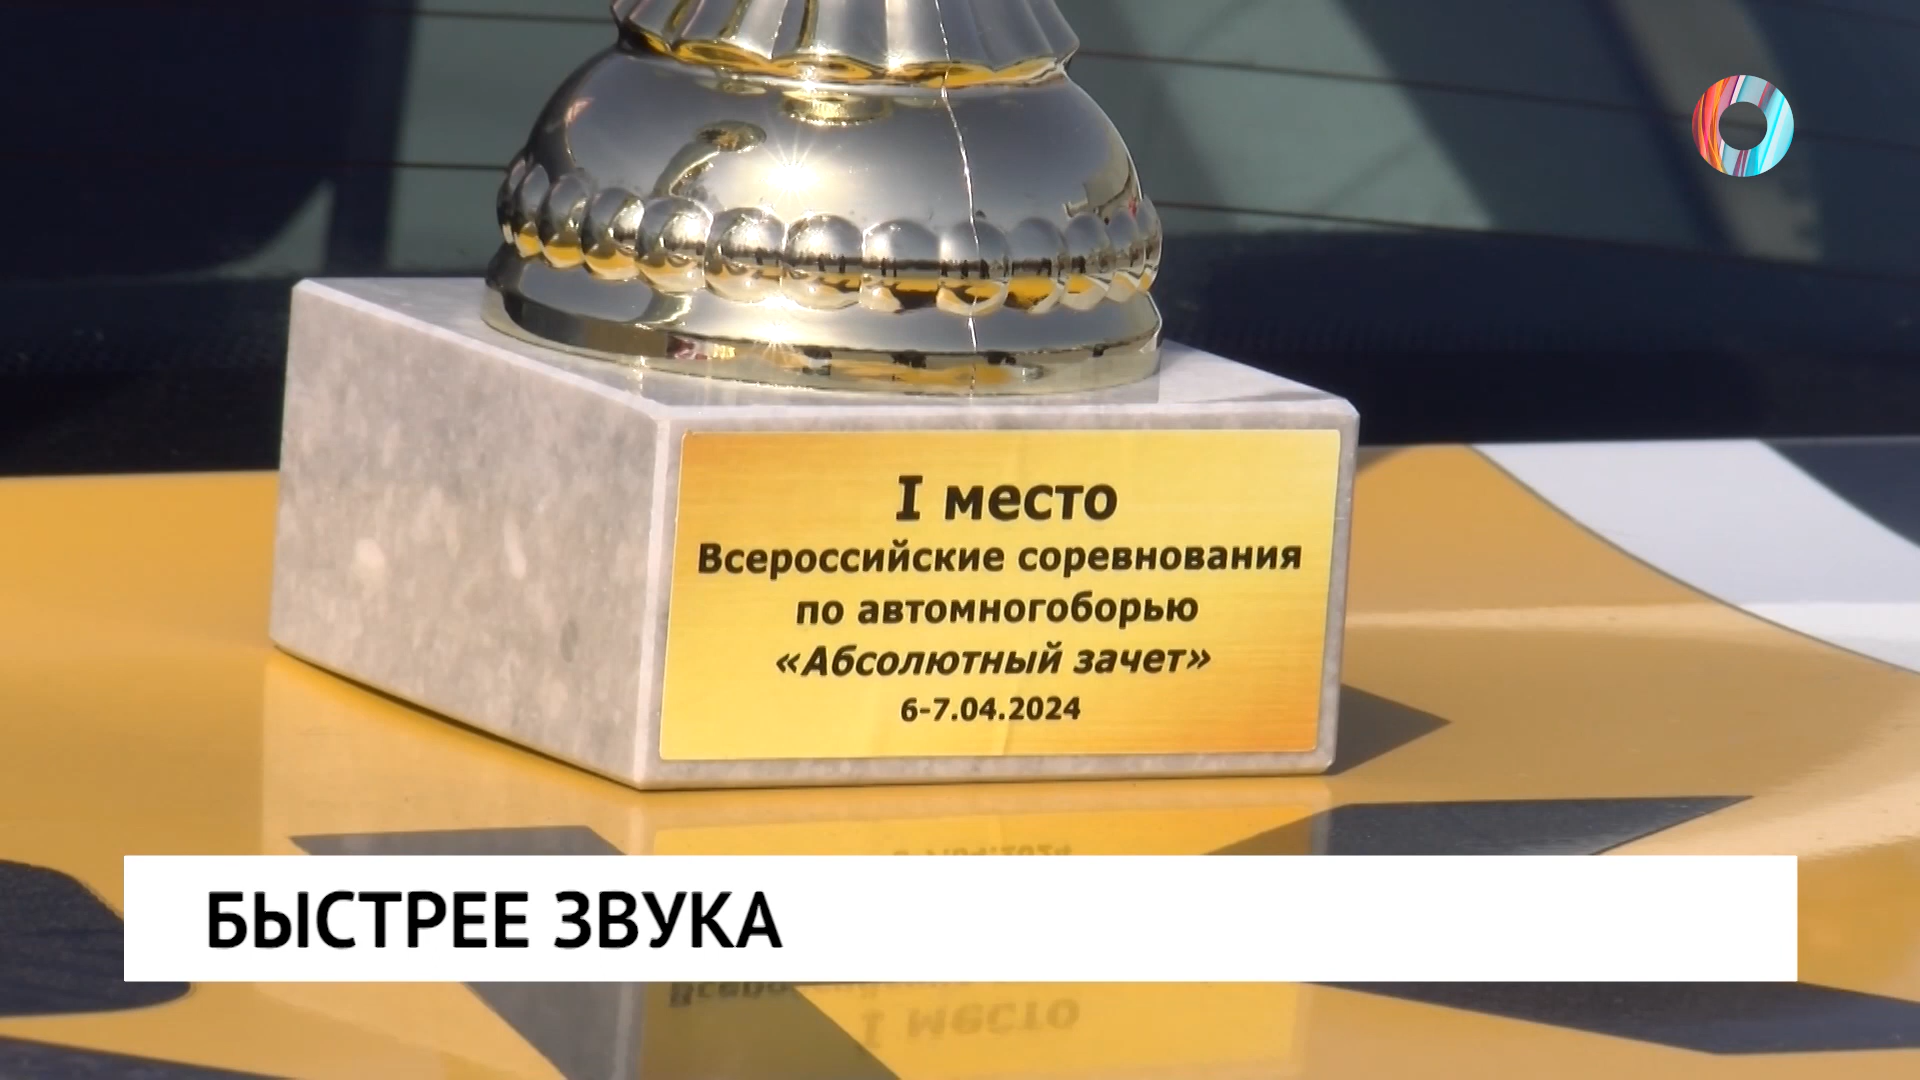 I место
Всероссийские соревнования
по автомногоборью
«Абсолютный зачет»
6-7.04.2024
БЫСТРЕЕ ЗВУКА